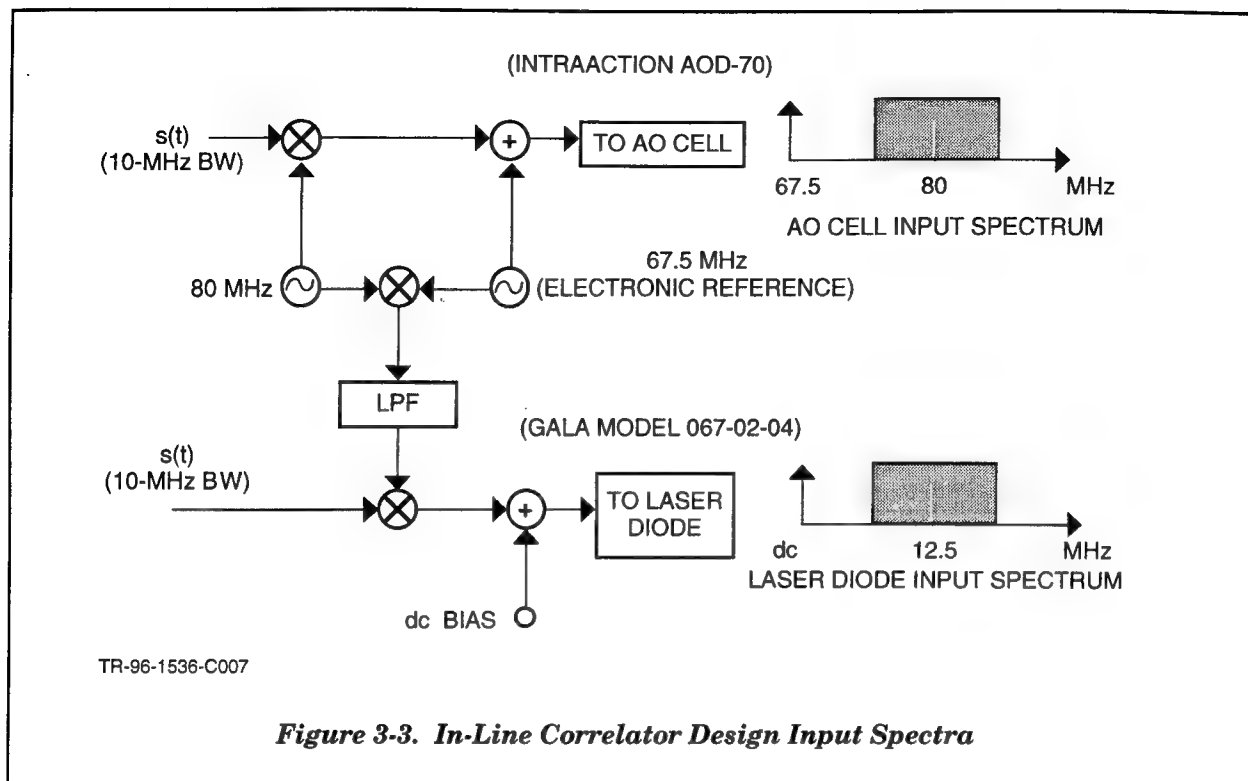 (INTRAACTION AOD-70)
s(t)
(10-MHz BW)
+
TO AO CELL
67.5
80
MHz
AO CELL INPUT SPECTRUM
80 MHz
67.5 MHz
(ELECTRONIC REFERENCE)
LPF
(GALA MODEL 067-02-04)
s(t)
(10-MHz BW)
+
TO LASER
DIODE
dc
12.5
MHz
LASER DIODE INPUT SPECTRUM
dc BIAS
TR-96-1536-C007
Figure 3-3. In-Line Correlator Design Input Spectra